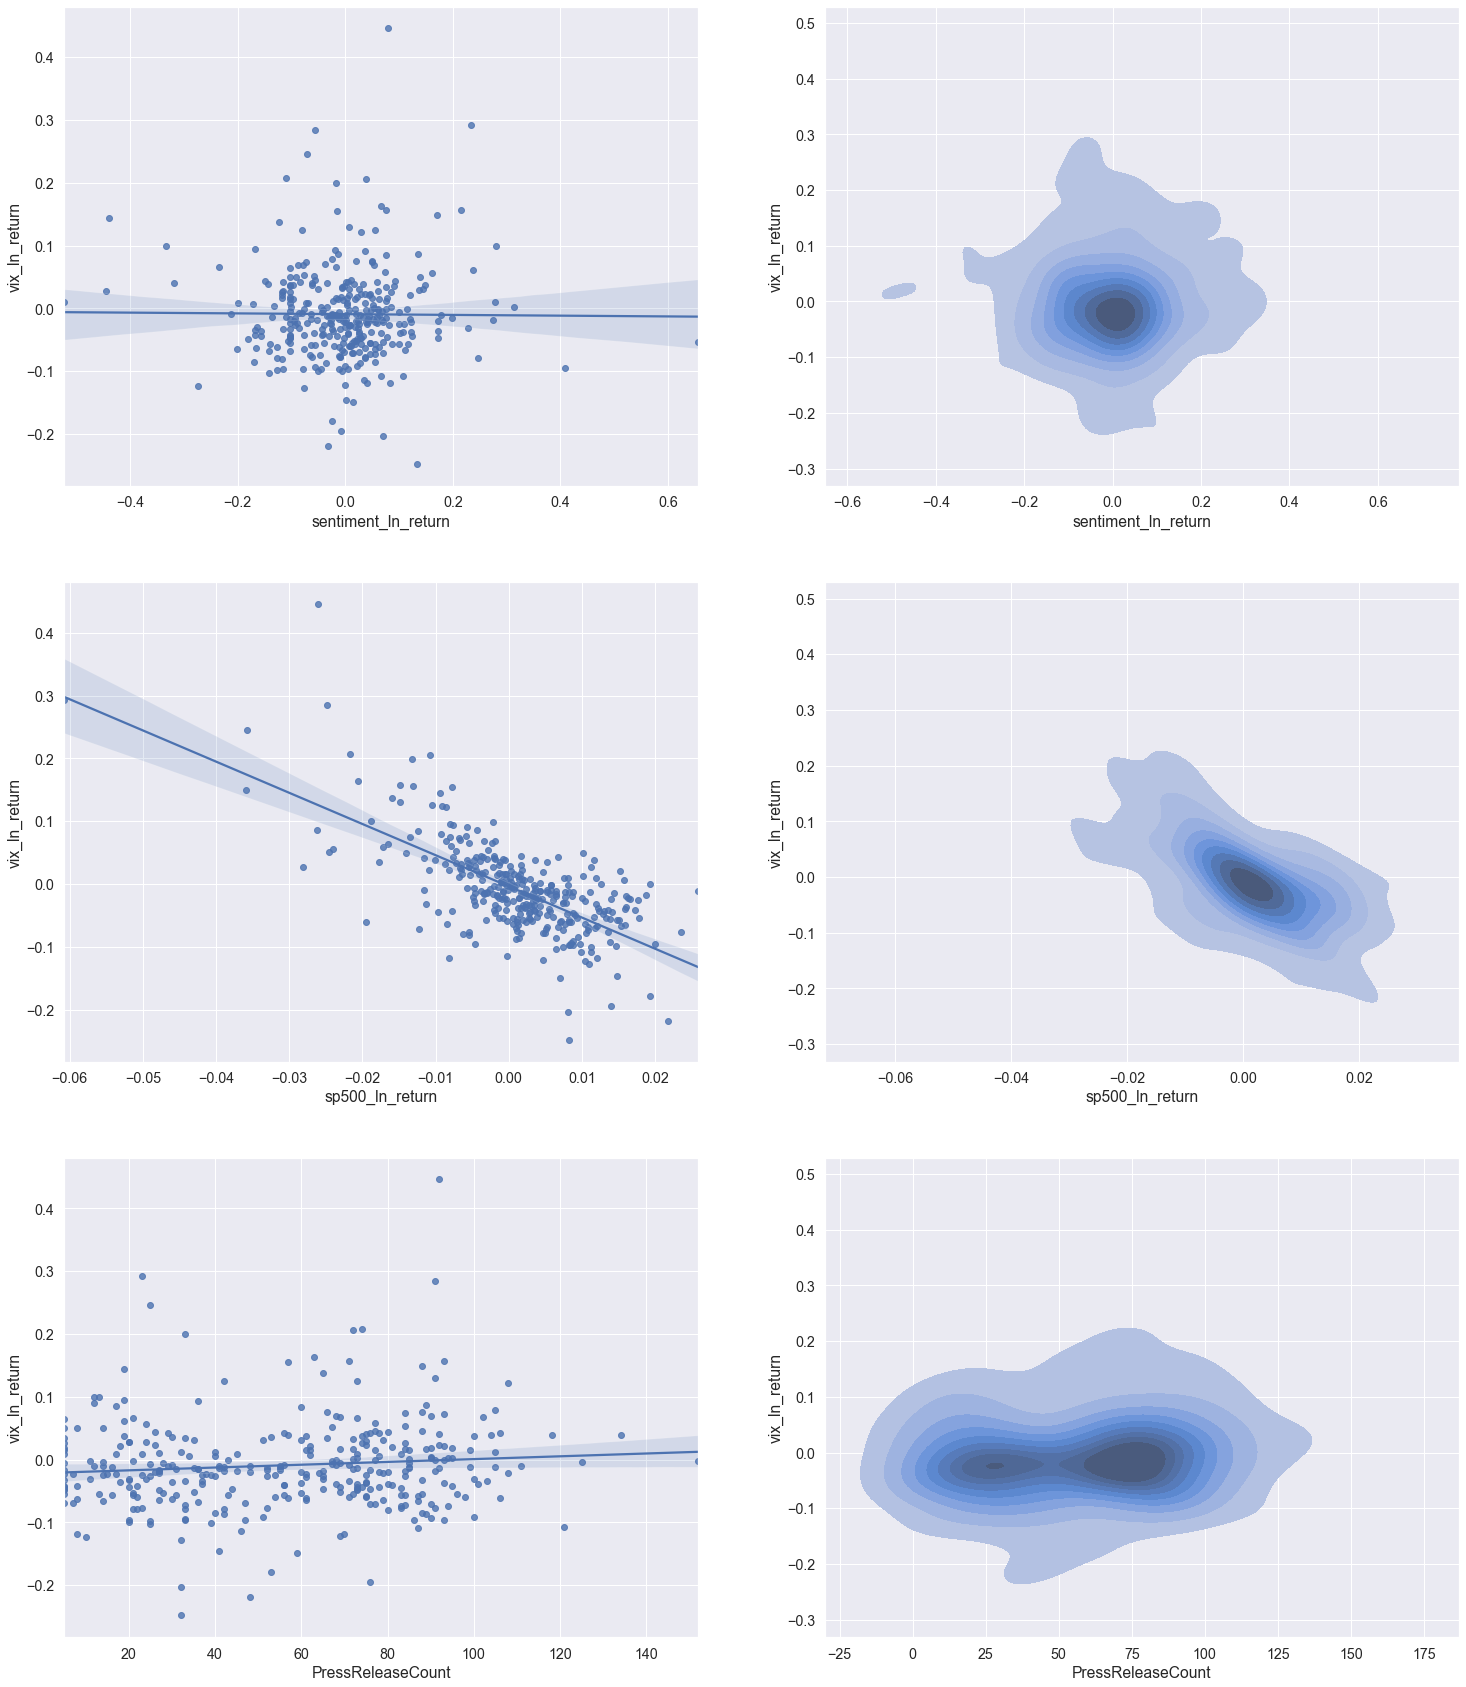 0.4
0.3
0.2
0.1
0.0
−0.1
−0.2
vix_ln_return
−0.4 −0.2 0.0 0.2 0.4 0.6
sentiment_ln_return
0.5
0.4
0.3
0.2
0.1
0.0
−0.1
−0.2
−0.3
vix_ln_return
−0.6 −0.4 −0.2 0.0 0.2 0.4 0.6
sentiment_ln_return
0.4
0.3
0.2
0.1
0.0
−0.1
−0.2
vix_ln_return
−0.06 −0.05 −0.04 −0.03 −0.02 −0.01 0.00 0.01 0.02
sp500_ln_return
0.5
0.4
0.3
0.2
0.1
0.0
−0.1
−0.2
−0.3
vix_ln_return
−0.06 −0.04 −0.02 0.00 0.02
sp500_ln_return
0.4
0.3
0.2
0.1
0.0
−0.1
−0.2
vix_ln_return
20 40 60 80 100 120 140
PressReleaseCount
0.5
0.4
0.3
0.2
0.1
0.0
−0.1
−0.2
−0.3
vix_ln_return
−25 0 25 50 75 100 125 150 175
PressReleaseCount